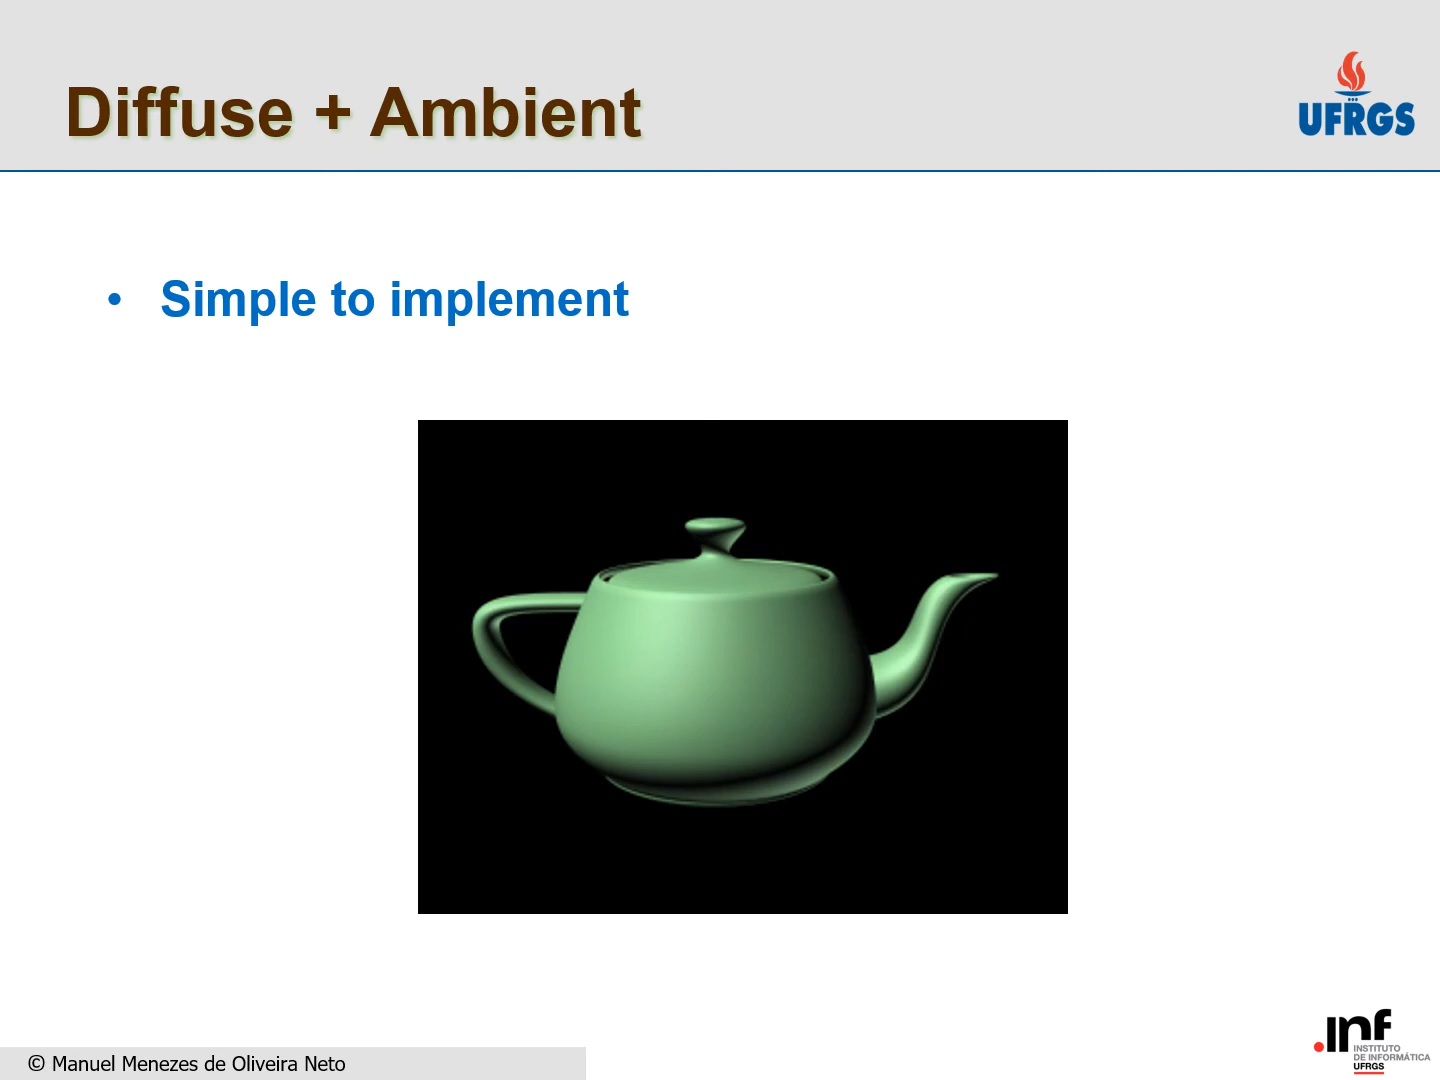 Diffuse + Ambient
UFRGS
• Simple to implement
inf
INSTITUTO
DE INFORMÁTICA
UFRGS
© Manuel Menezes de Oliveira Neto